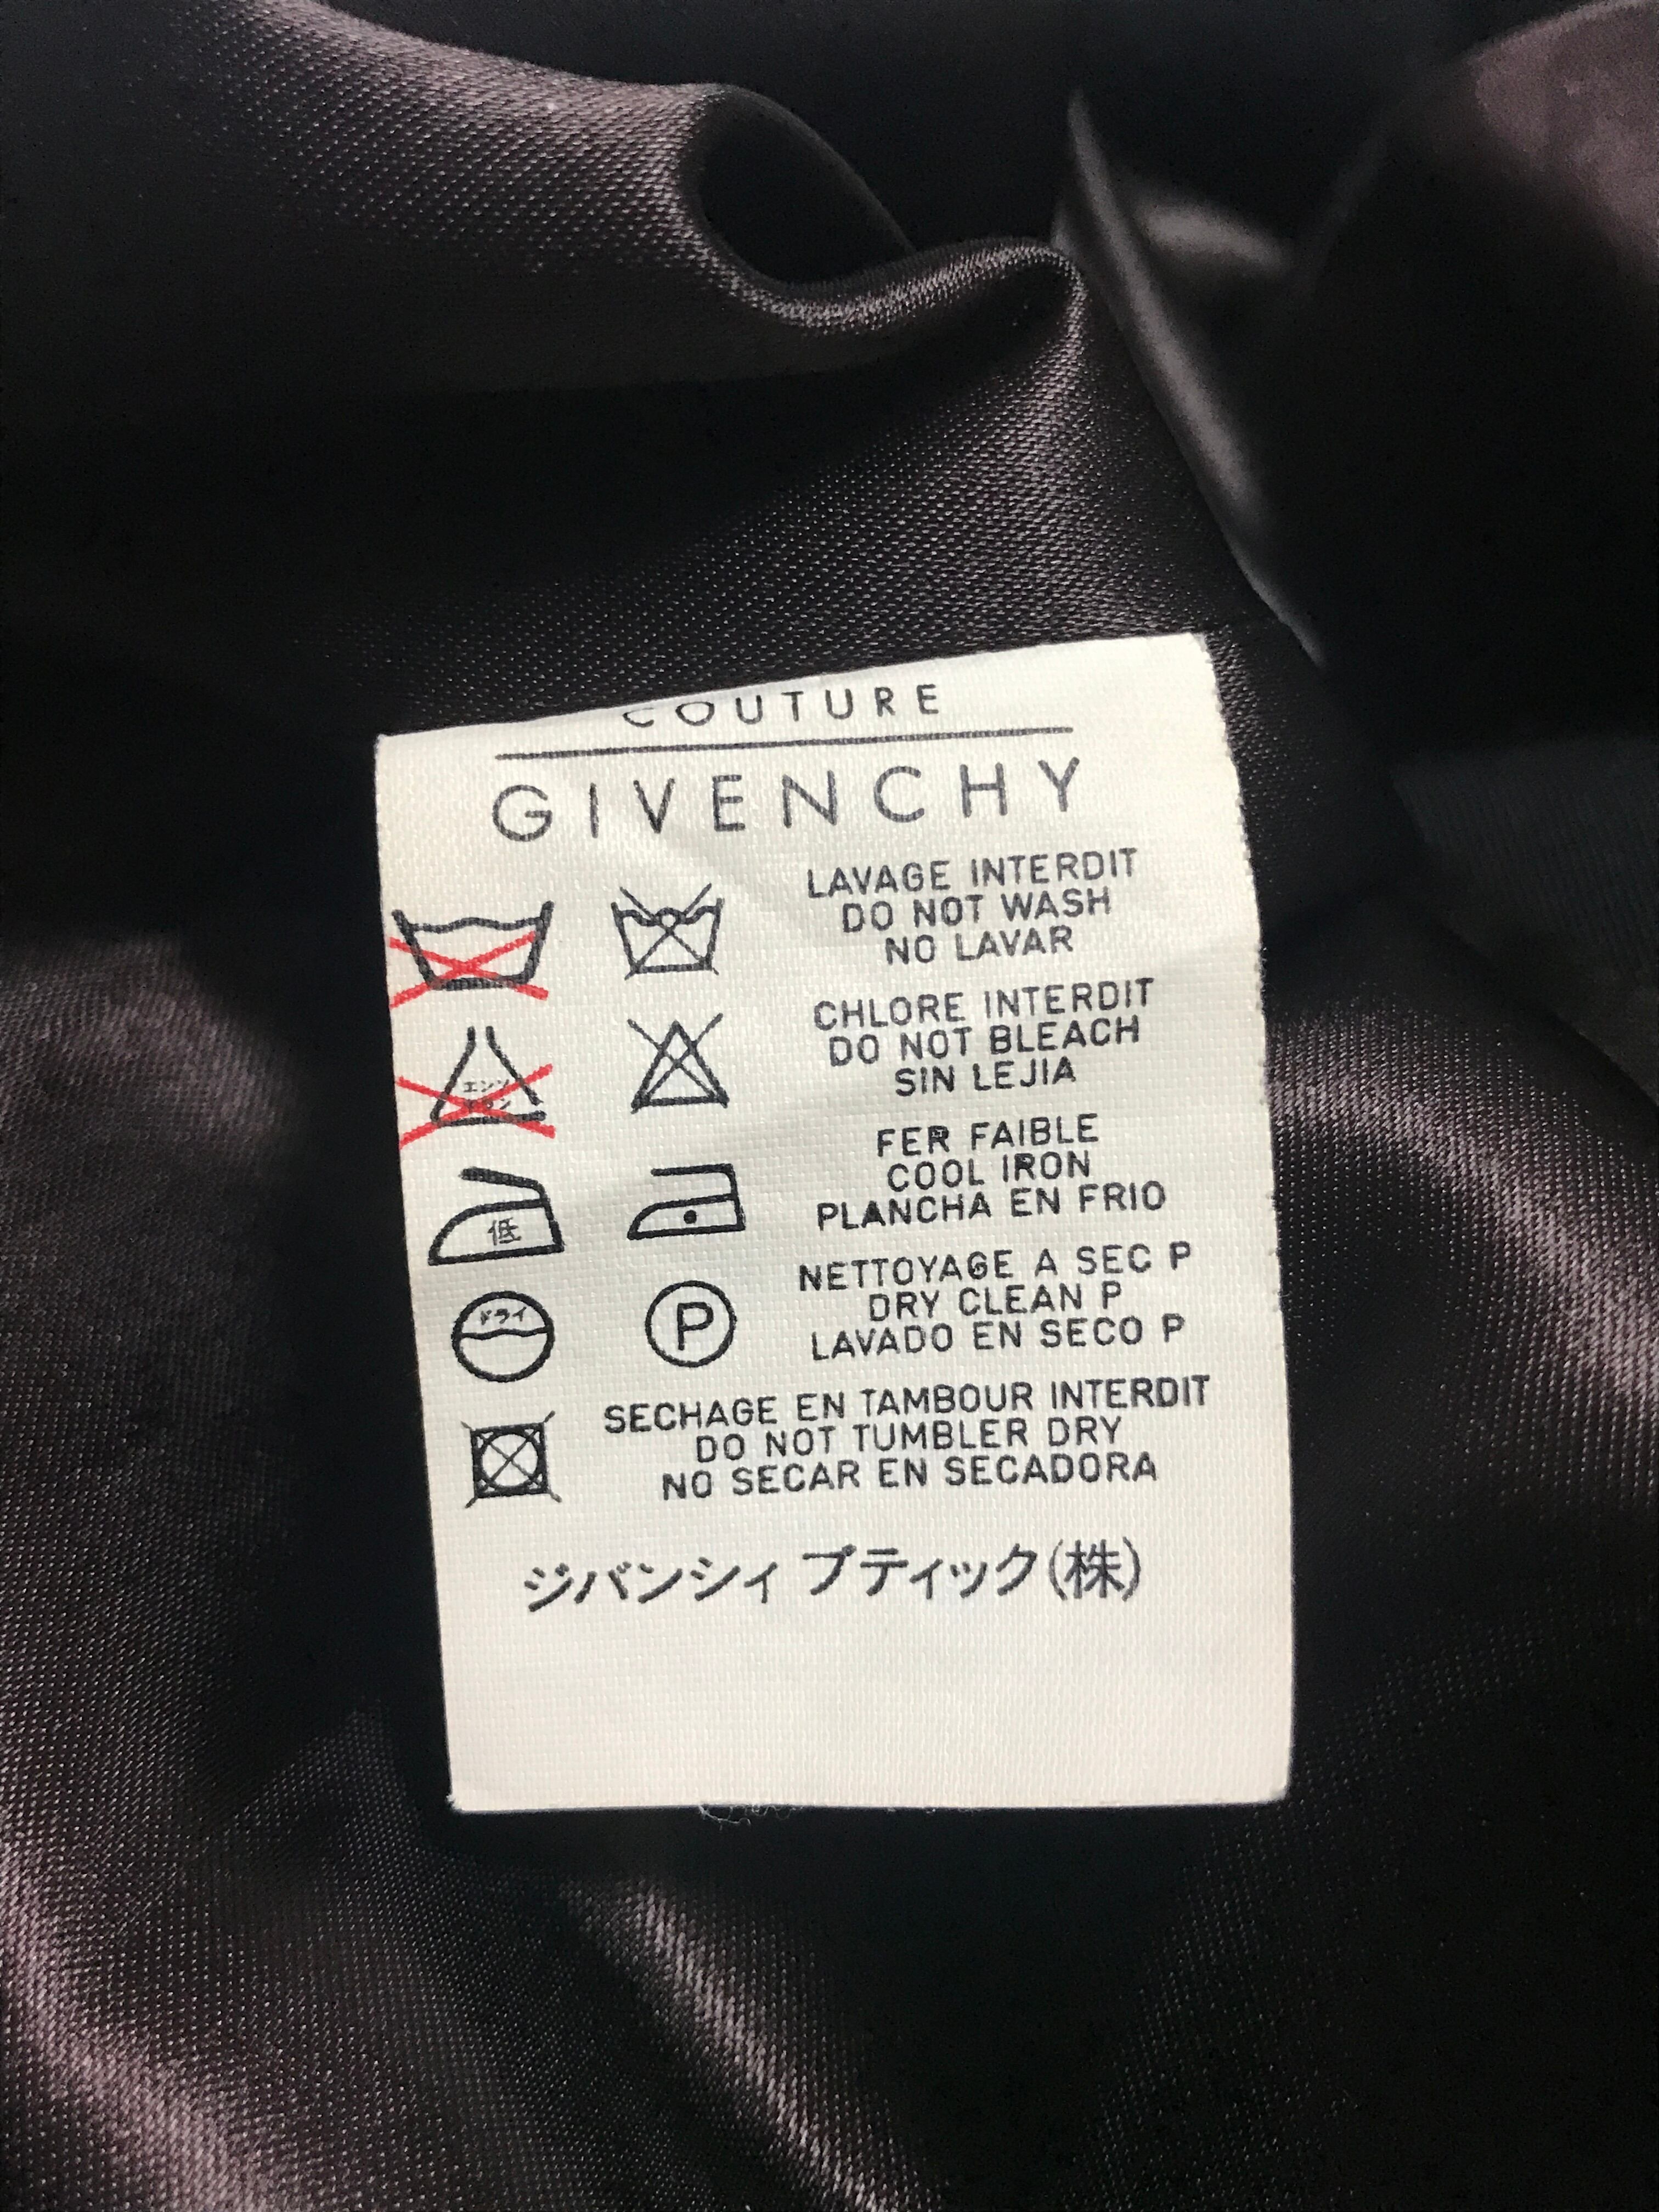 COUTURE
GIVENCHY
LAVAGE INTERDIT
DO NOT WASH
NO LAVAR
エンソ
CHLORE INTERDIT
DO NOT BLEACH
SIN LEJIA
低
FER FAIBLE
COOL IRON
PLANCHA EN FRIO
ドライ
P
NETTOYAGE A SEC P
DRY CLEAN P
LAVADO EN SECO P
SECHAGE EN TAMBOUR INTERDIT
DO NOT TUMBLER DRY
NO SECAR EN SECADORA
ジバンシィ ブティック(株)